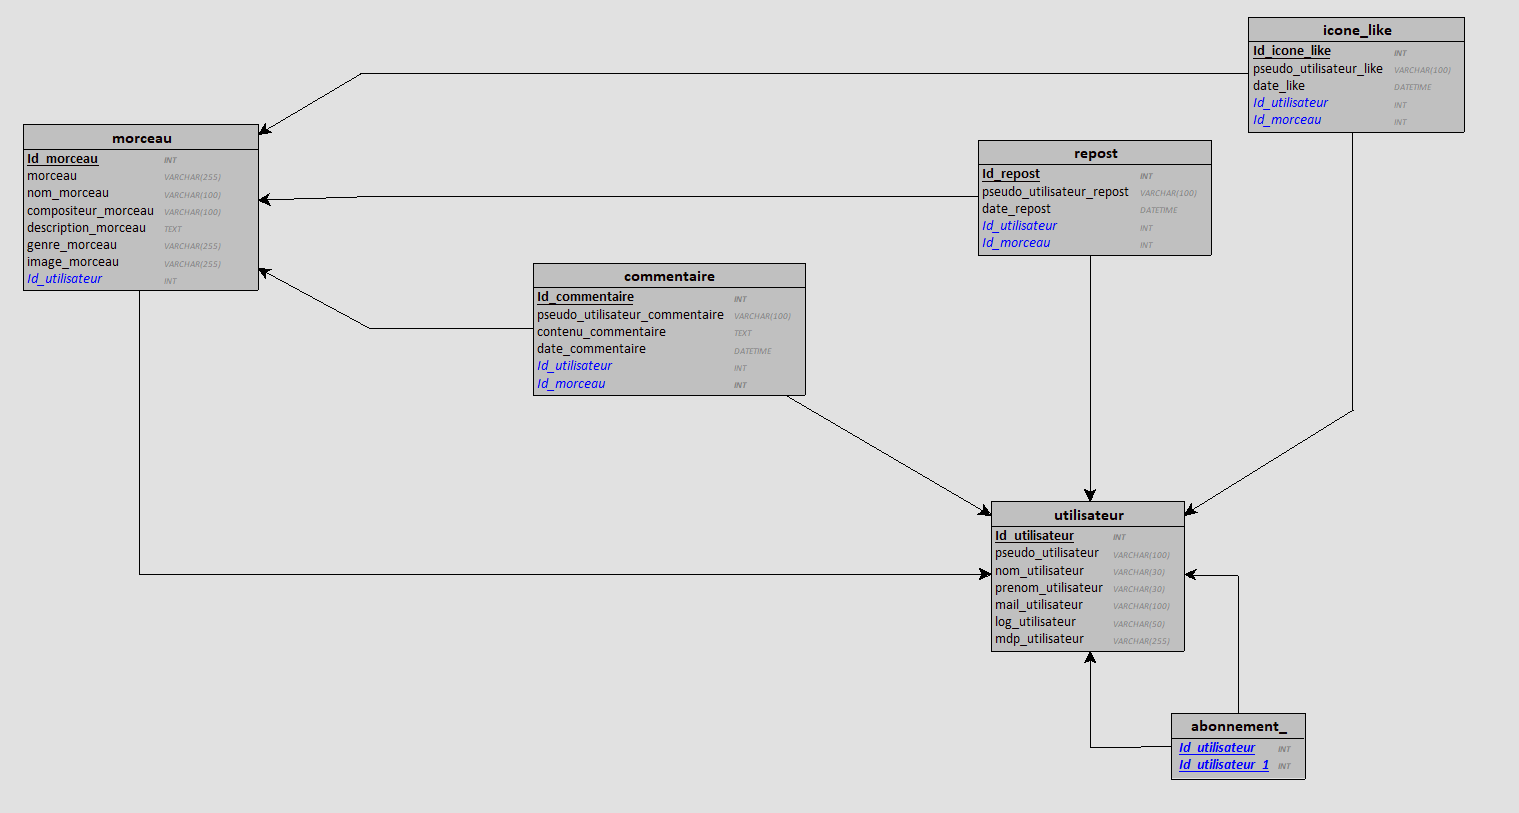 icone_like
Id_icone_like INT
pseudo_utilisateur_like VARCHAR(100)
date_like DATETIME
Id_utilisateur INT
Id_morceau INT
morceau
Id_morceau INT
morceau VARCHAR(255)
nom_morceau VARCHAR(100)
compositeur_morceau VARCHAR(100)
description_morceau TEXT
genre_morceau VARCHAR(255)
image_morceau VARCHAR(255)
Id_utilisateur INT
repost
Id_repost INT
pseudo_utilisateur_repost VARCHAR(100)
date_repost DATETIME
Id_utilisateur INT
Id_morceau INT
commentaire
Id_commentaire INT
pseudo_utilisateur_commentaire VARCHAR(100)
contenu_commentaire TEXT
date_commentaire DATETIME
Id_utilisateur INT
Id_morceau INT
utilisateur
Id_utilisateur INT
pseudo_utilisateur VARCHAR(100)
nom_utilisateur VARCHAR(30)
prenom_utilisateur VARCHAR(30)
mail_utilisateur VARCHAR(100)
log_utilisateur VARCHAR(50)
mdp_utilisateur VARCHAR(255)
abonnement_
Id_utilisateur INT
Id_utilisateur_1 INT